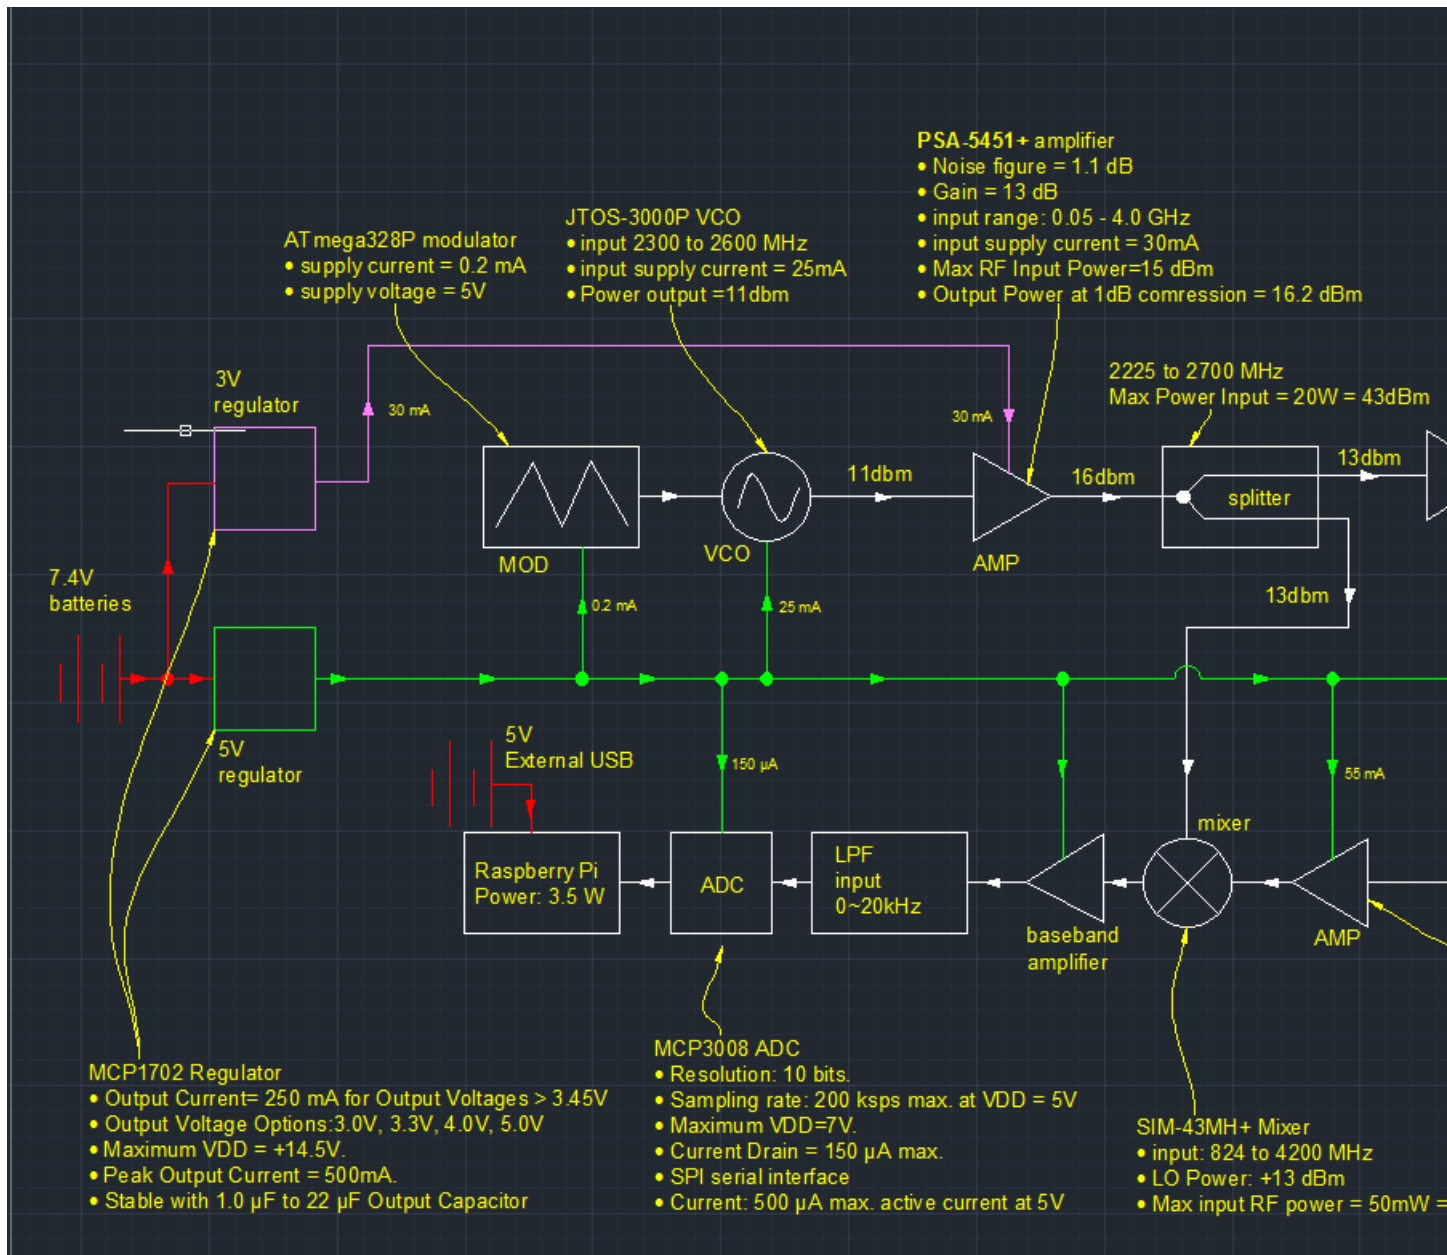 PSA-5451+ amplifier
• Noise figure = 1.1 dB
• Gain = 13 dB
• input range: 0.05 - 4.0 GHz
• input supply current = 30mA
• Max RF Input Power=15 dBm
• Output Power at 1dB comression = 16.2 dBm
JTOS-3000P VCO
• input 2300 to 2600 MHz
• input supply current = 25mA
• Power output =11dbm
ATmega328P modulator
• supply current = 0.2 mA
• supply voltage = 5V
2225 to 2700 MHz
Max Power Input = 20W = 43dBm
3V
regulator
30 mA
30 mA
11dbm
16dbm
13dbm
splitter
MOD
VCO
AMP
7.4V
batteries
0.2 mA
25 mA
13dbm
5V
regulator
5V
External USB
150 µA
55 mA
mixer
Raspberry Pi
Power: 3.5 W
ADC
LPF
input
0~20kHz
baseband
amplifier
AMP
MCP1702 Regulator
• Output Current= 250 mA for Output Voltages > 3.45V
• Output Voltage Options:3.0V, 3.3V, 4.0V, 5.0V
• Maximum VDD = +14.5V.
• Peak Output Current = 500mA.
• Stable with 1.0 µF to 22 µF Output Capacitor
MCP3008 ADC
• Resolution: 10 bits.
• Sampling rate: 200 ksps max. at VDD = 5V
• Maximum VDD=7V.
• Current Drain = 150 µA max.
• SPI serial interface
• Current: 500 µA max. active current at 5V
SIM-43MH+ Mixer
• input: 824 to 4200 MHz
• LO Power: +13 dBm
• Max input RF power = 50mW =